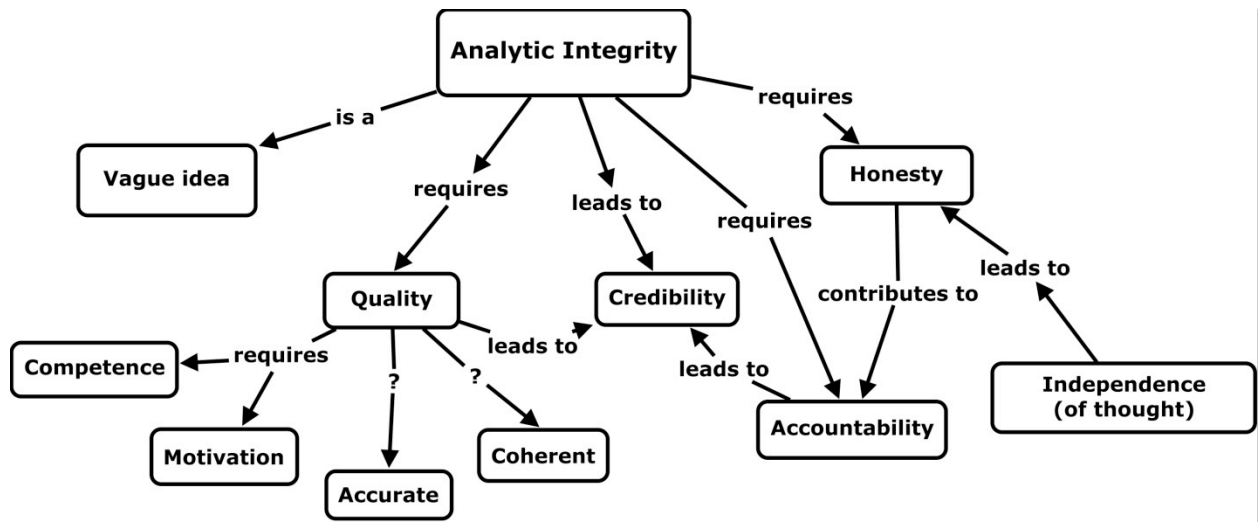 Analytic Integrity
requires
is a
Vague idea
Honesty
requires
leads to
requires
leads to
Quality
Credibility
contributes to
requires
leads to
Competence
?
?
leads to
Independence
(of thought)
Motivation
Coherent
Accountability
Accurate